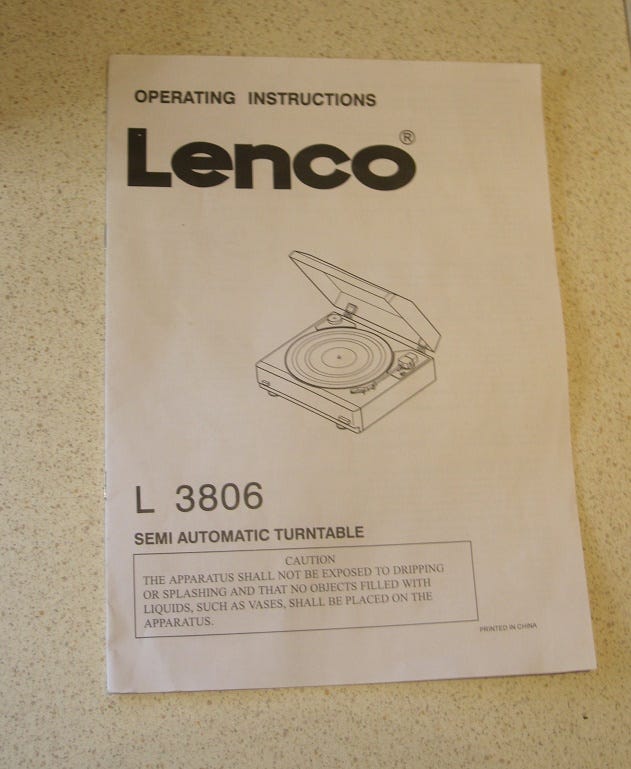 OPERATING INSTRUCTIONS
Lenco®
L 3806
SEMI AUTOMATIC TURNTABLE
CAUTION
THE APPARATUS SHALL NOT BE EXPOSED TO DRIPPING
OR SPLASHING AND THAT NO OBJECTS FILLED WITH
LIQUIDS, SUCH AS VASES, SHALL BE PLACED ON THE
APPARATUS.
PRINTED IN CHINA